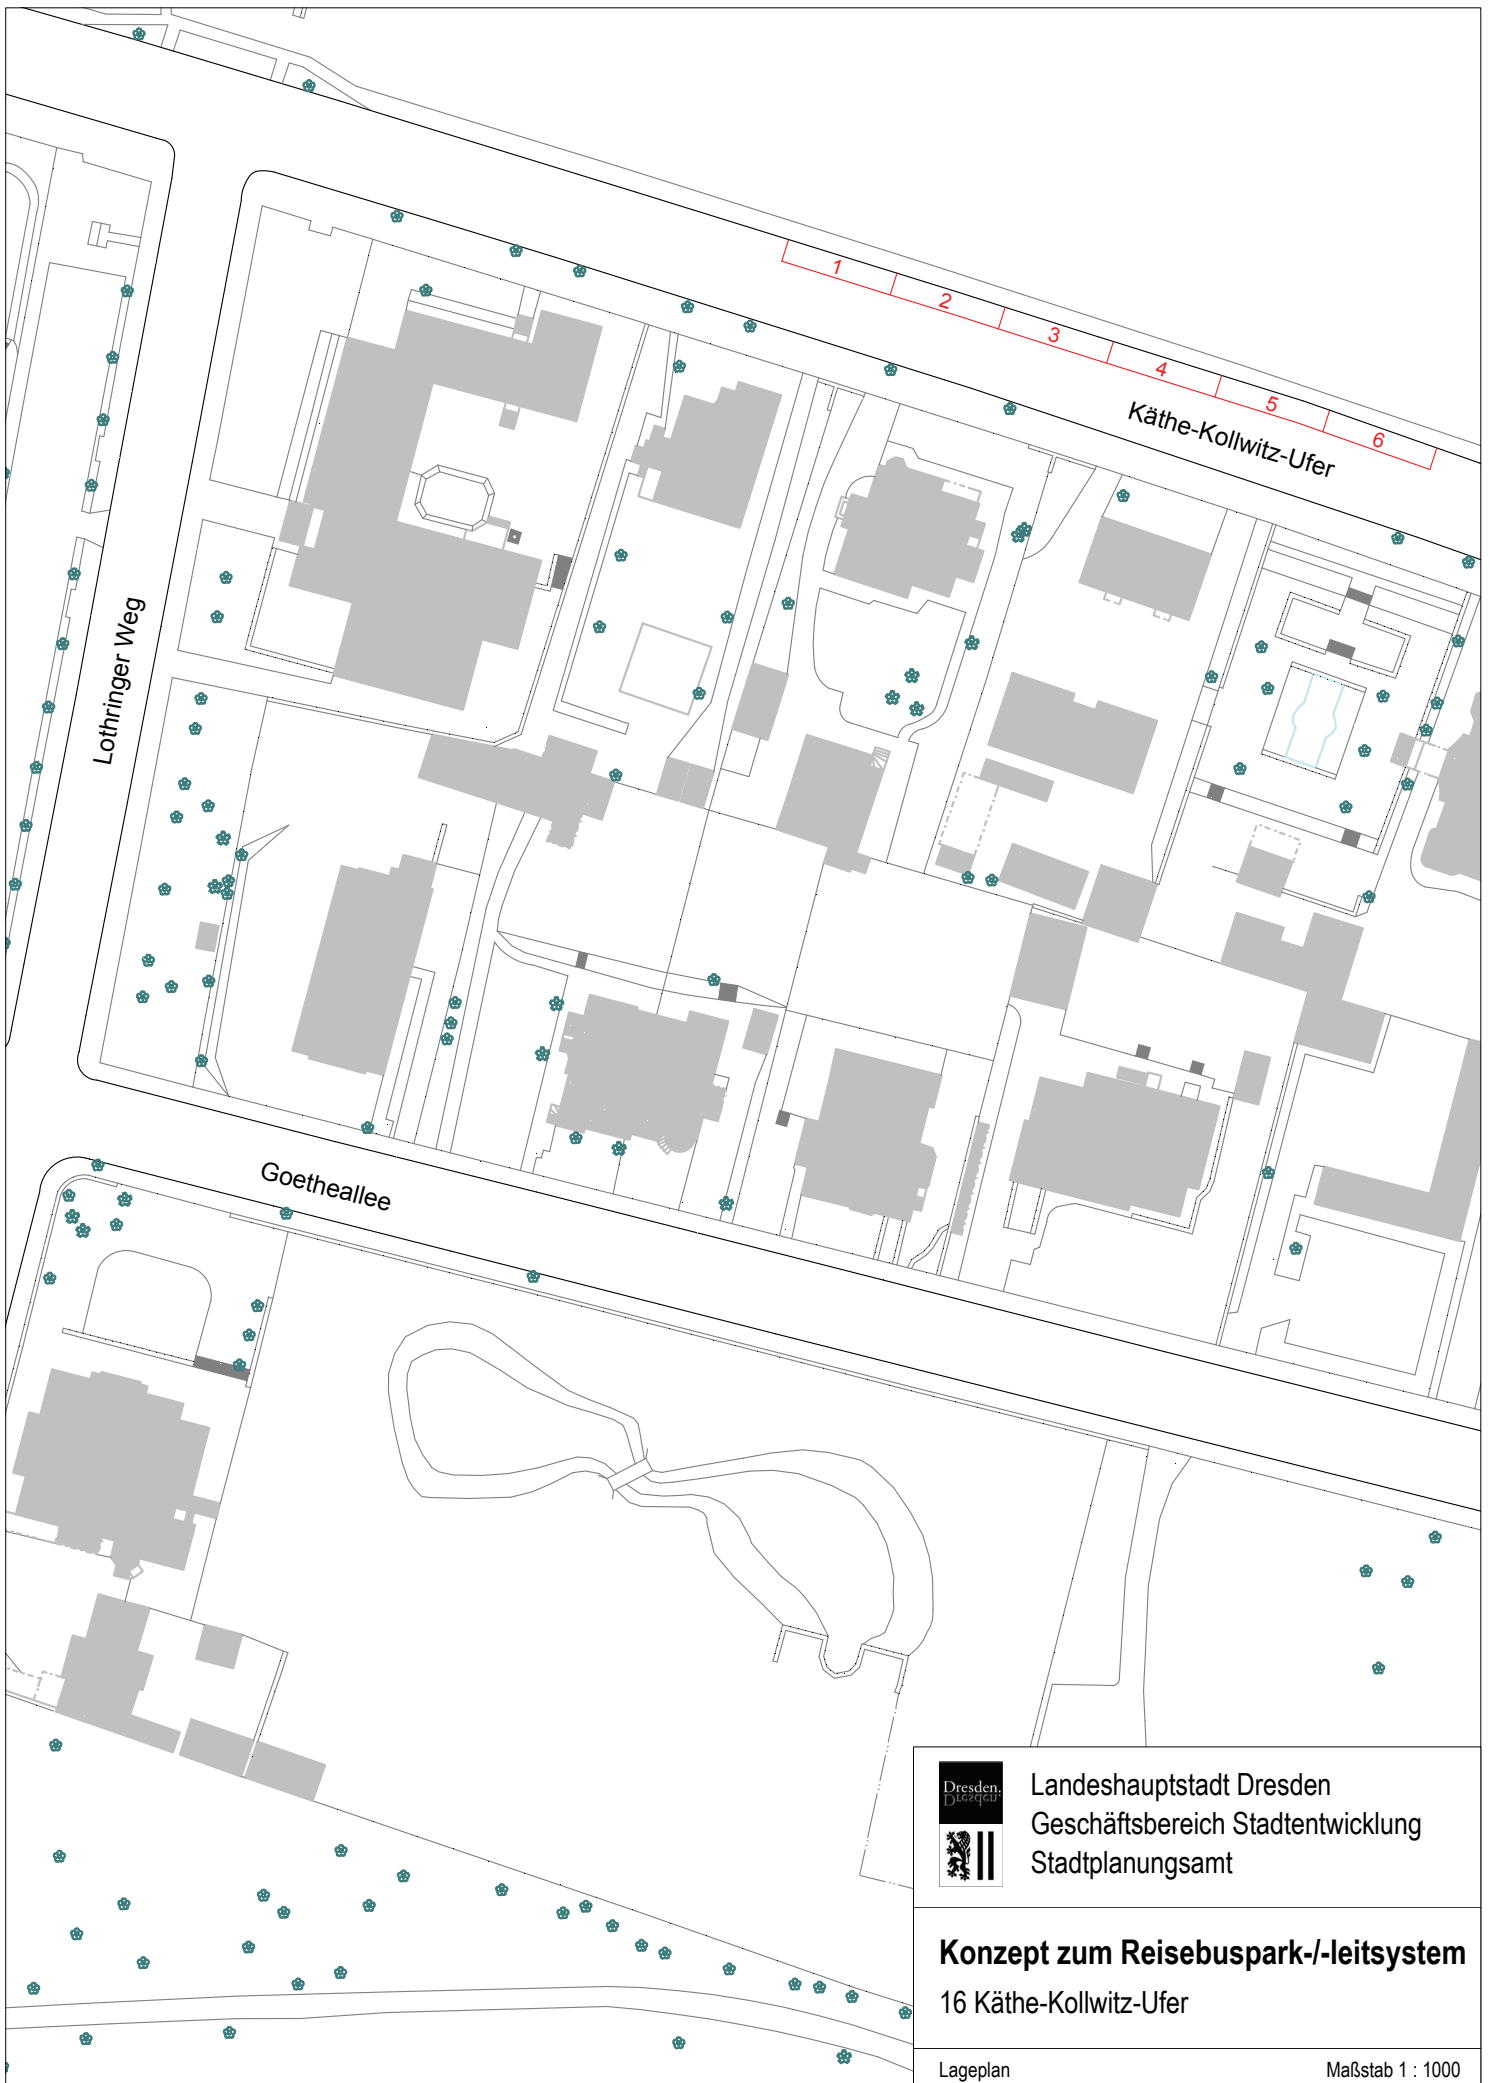 1
2
3
4
5
6
Käthe-Kollwitz-Ufer
Lothringer Weg
Goetheallee
Dresden.
Dresden.
Landeshauptstadt Dresden
Geschäftsbereich Stadtentwicklung
Stadtplanungsamt
Konzept zum Reisebuspark-/-leitsystem
16 Käthe-Kollwitz-Ufer
Lageplan
Maßstab 1 : 1000